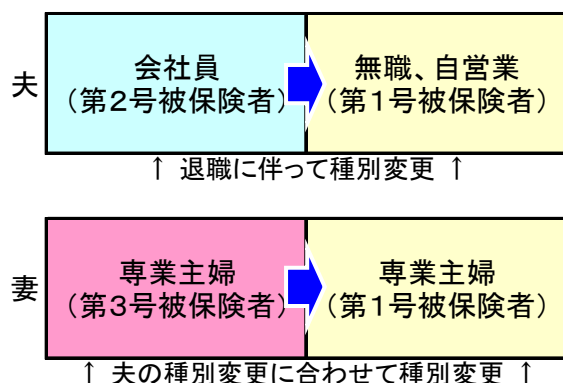 夫
会社員
(第2号被保険者)
無職、自営業
(第1号被保険者)
↑ 退職に伴って種別変更 ↑
妻
専業主婦
(第3号被保険者)
専業主婦
(第1号被保険者)
↑ 夫の種別変更に合わせて種別変更 ↑